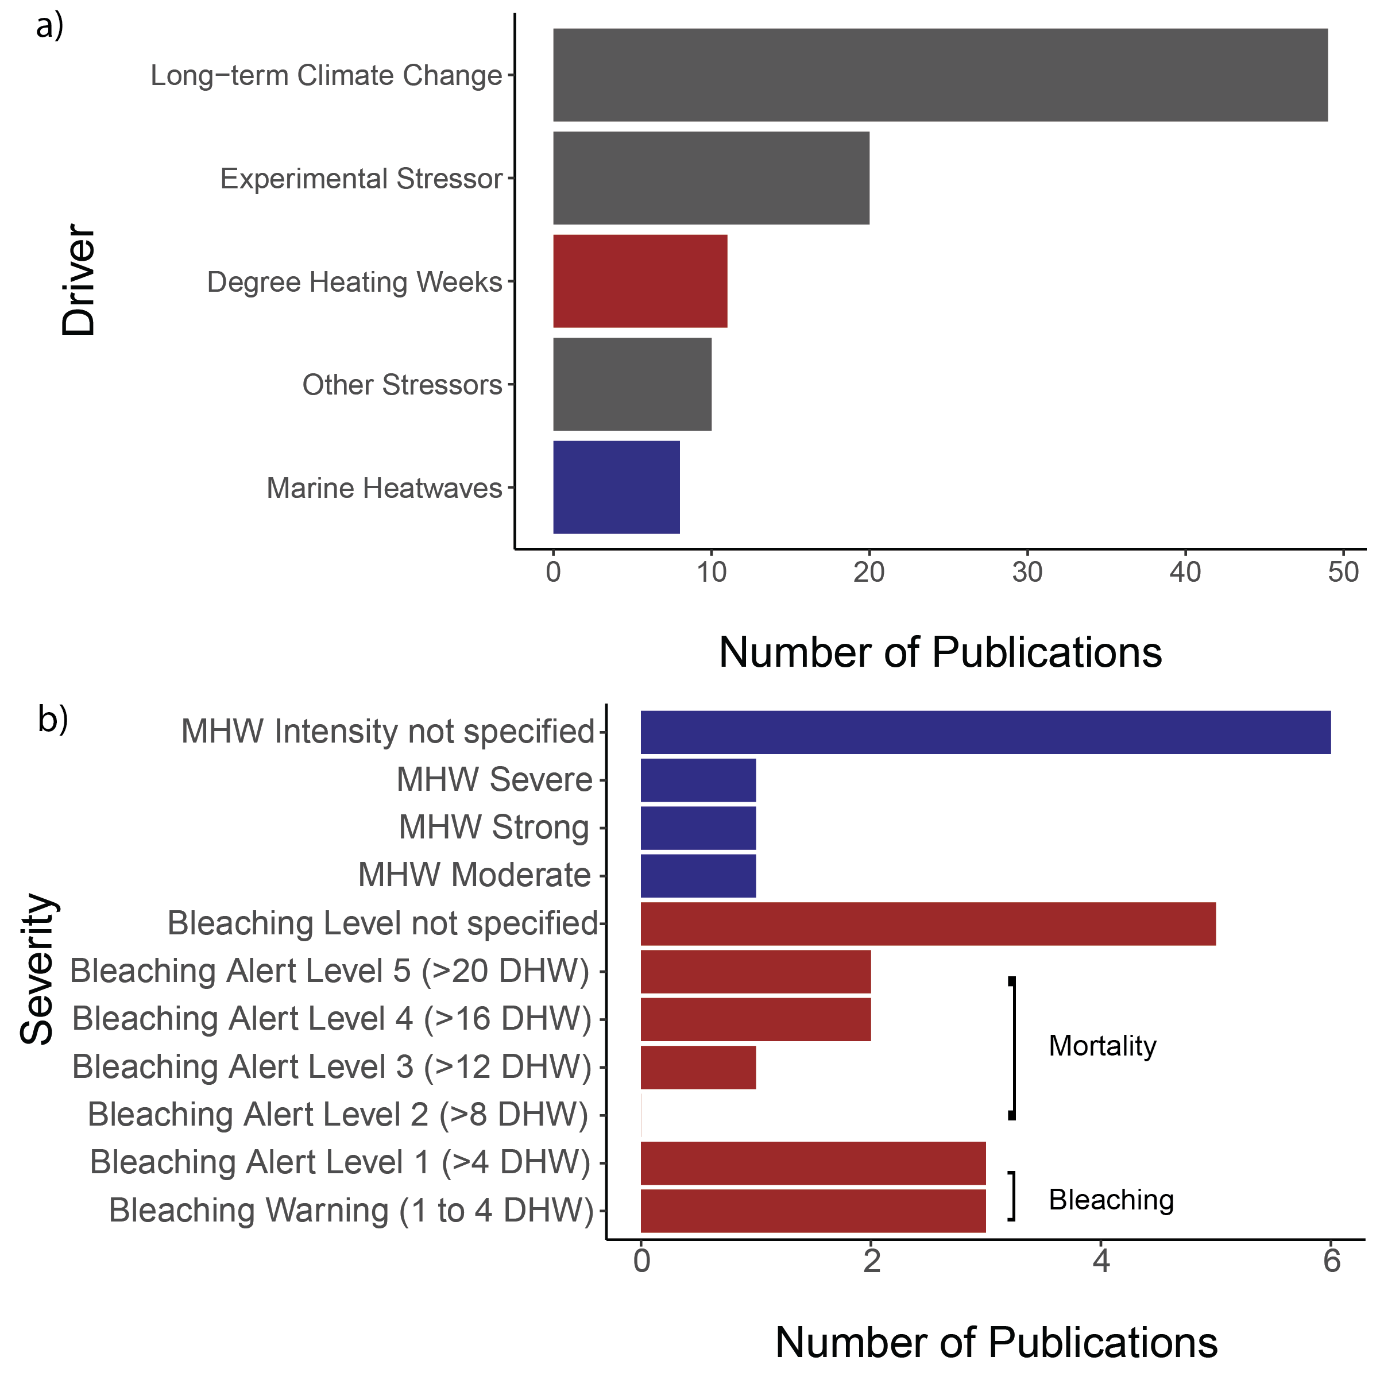 a)
Long−term Climate Change
Experimental Stressor
Degree Heating Weeks
Other Stressors
Marine Heatwaves
Driver
0 10 20 30 40 50
Number of Publications
b)
MHW Intensity not specified
MHW Severe
MHW Strong
MHW Moderate
Bleaching Level not specified
Bleaching Alert Level 5 (>20 DHW)
Bleaching Alert Level 4 (>16 DHW)
Bleaching Alert Level 3 (>12 DHW)
Bleaching Alert Level 2 (>8 DHW)
Bleaching Alert Level 1 (>4 DHW)
Bleaching Warning (1 to 4 DHW)
Severity
Mortality
Bleaching
0 2 4 6
Number of Publications